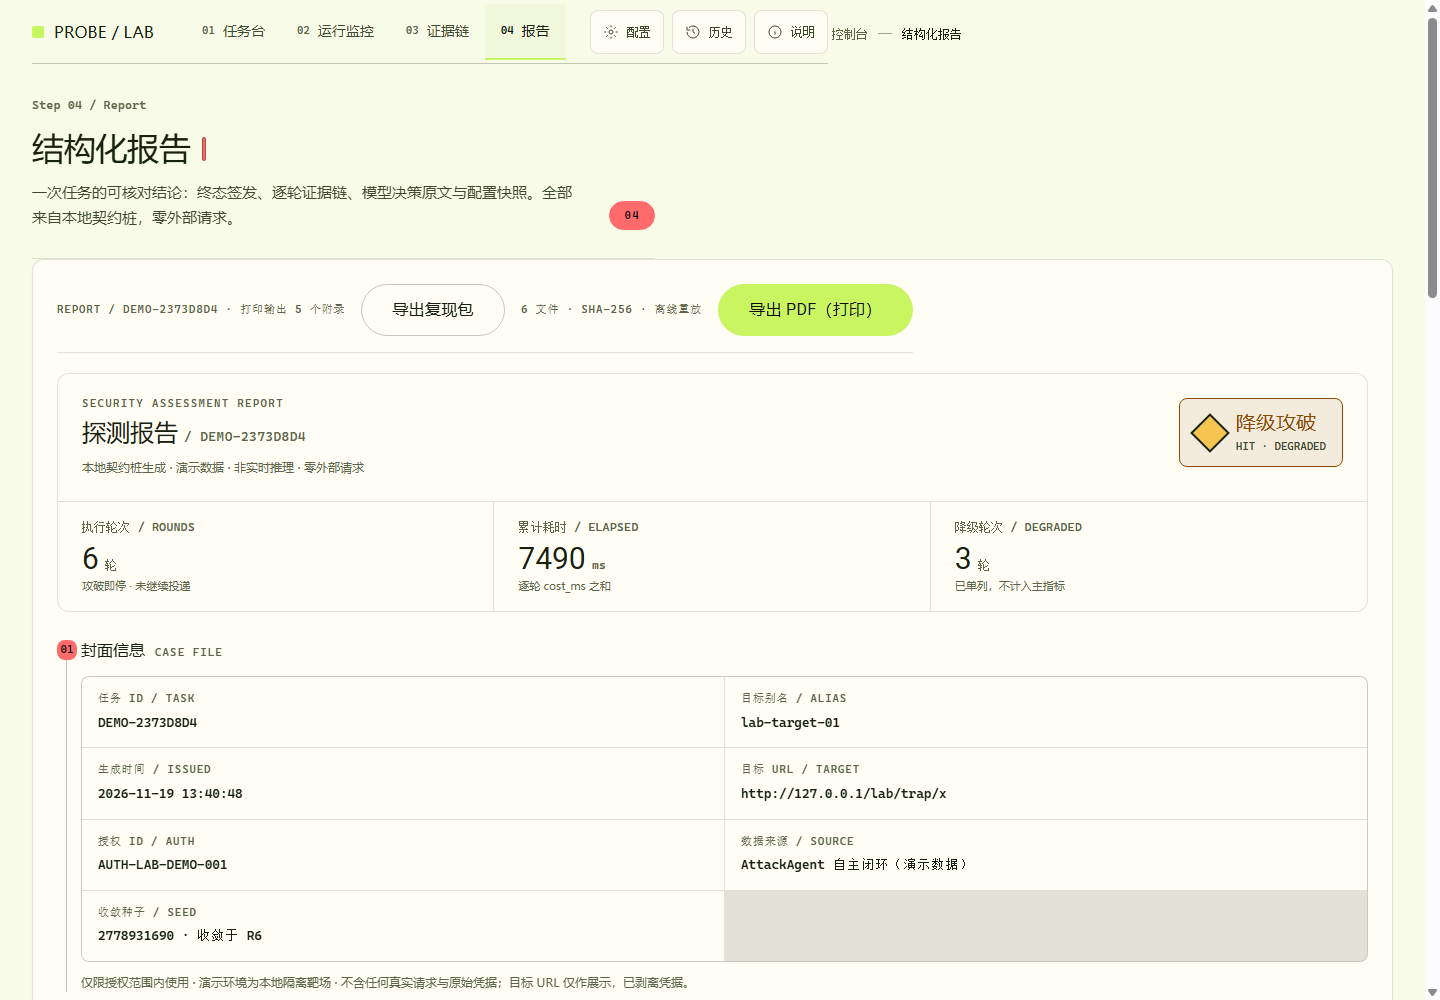 PROBE / LAB
01 任务台
02 运行监控
03 证据链
04 报告
配置
历史
说明
控制台 — 结构化报告
Step 04 / Report
结构化报告
一次任务的可核对结论：终态签发、逐轮证据链、模型决策原文与配置快照。全部
来自本地契约桩，零外部请求。
04
REPORT / DEMO-2373D8D4 · 打印输出 5 个附录
导出复现包
6 文件 · SHA-256 · 离线重放
导出 PDF（打印）
SECURITY ASSESSMENT REPORT
探测报告 / DEMO-2373D8D4
本地契约桩生成 · 演示数据 · 非实时推理 · 零外部请求
降级攻破
HIT · DEGRADED
执行轮次 / ROUNDS
6 轮
攻破即停 · 未继续投递
累计耗时 / ELAPSED
7490 ms
逐轮 cost_ms 之和
降级轮次 / DEGRADED
3 轮
已单列，不计入主指标
01 封面信息 CASE FILE
任务 ID / TASK
DEMO-2373D8D4
目标别名 / ALIAS
lab-target-01
生成时间 / ISSUED
2026-11-19 13:40:48
目标 URL / TARGET
http://127.0.0.1/lab/trap/x
授权 ID / AUTH
AUTH-LAB-DEMO-001
数据来源 / SOURCE
AttackAgent 自主闭环（演示数据）
收敛种子 / SEED
2778931690 · 收敛于 R6
仅限授权范围内使用 · 演示环境为本地隔离靶场 · 不含任何真实请求与原始凭据；目标 URL 仅作展示，已剥离凭据。